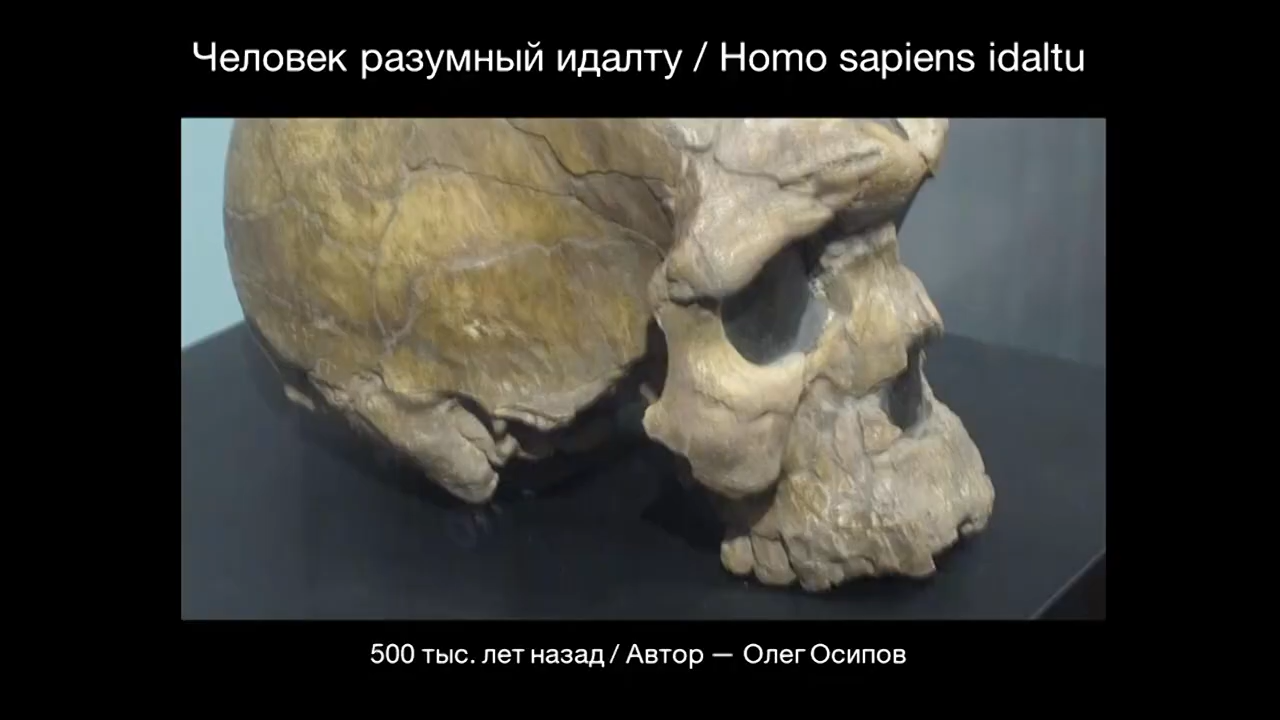 Человек разумный идалту / Homo sapiens idaltu
500 тыс. лет назад / Автор — Олег Осипов